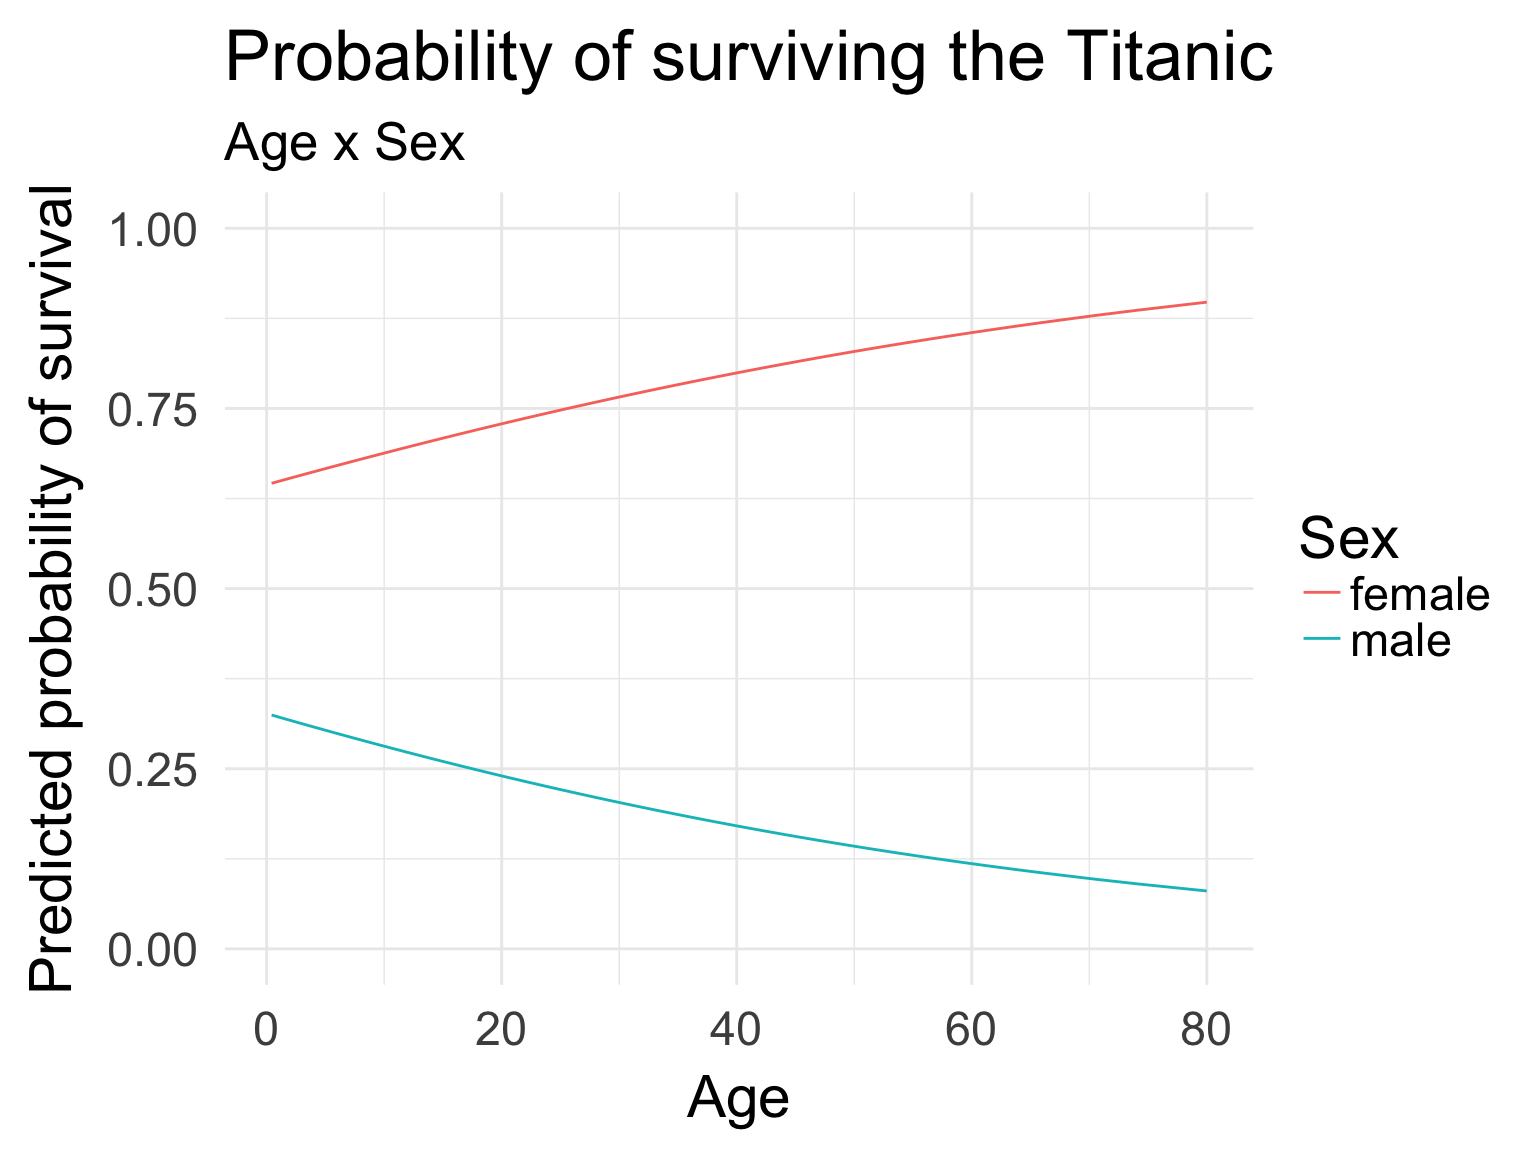 Probability of surviving the Titanic
Age x Sex
Predicted probability of survival
1.00
0.75
0.50
0.25
0.00
0 20 40 60 80
Age
Sex
female
male